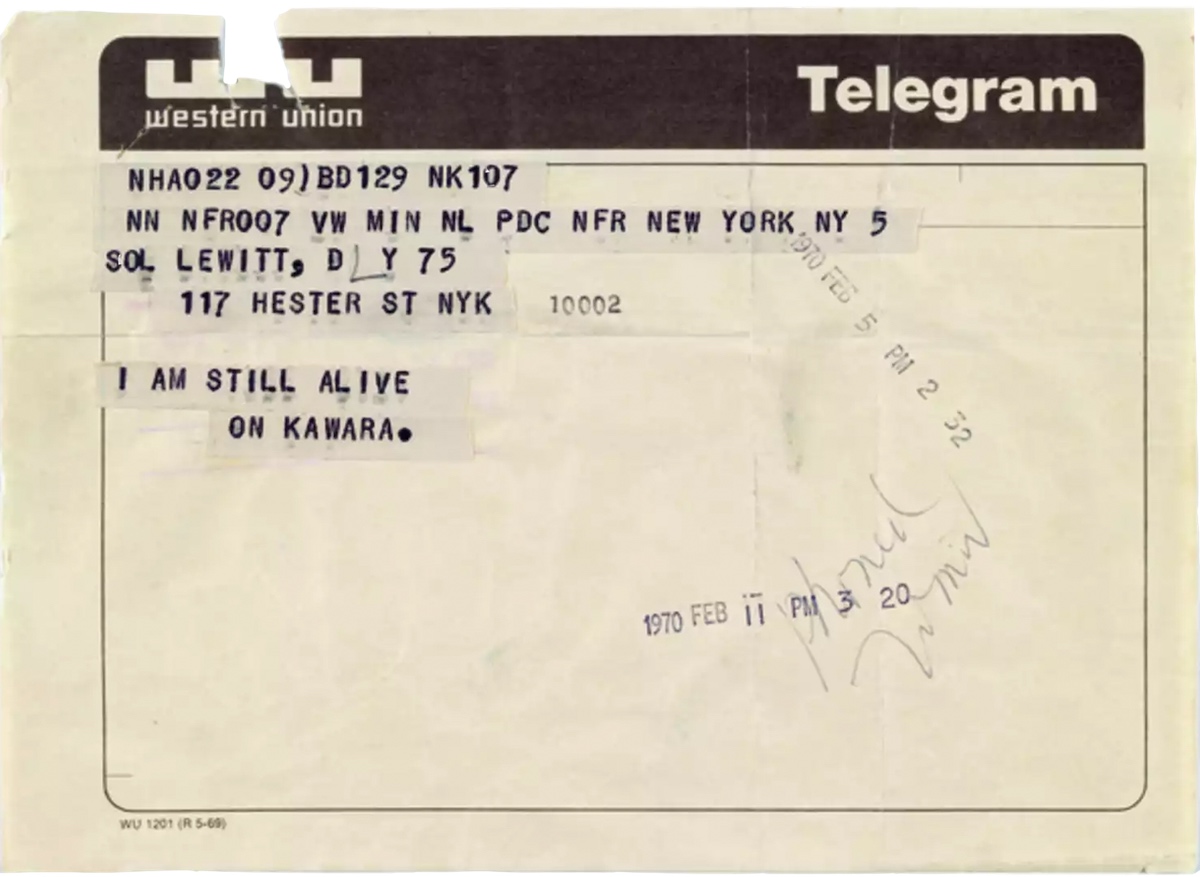 western union
Telegram
NHA022 09)BD129 NK107
NN NFR007 VW MIN NL PDC NFR NEW YORK NY 5
SOL LEWITT, D L Y 75
117 HESTER ST NYK 10002
1970 FEB 5 PM 2 32
I AM STILL ALIVE
ON KAWARA.
phoned
1970 FEB 11 PM 3 20
WU 1201 (R 5-69)